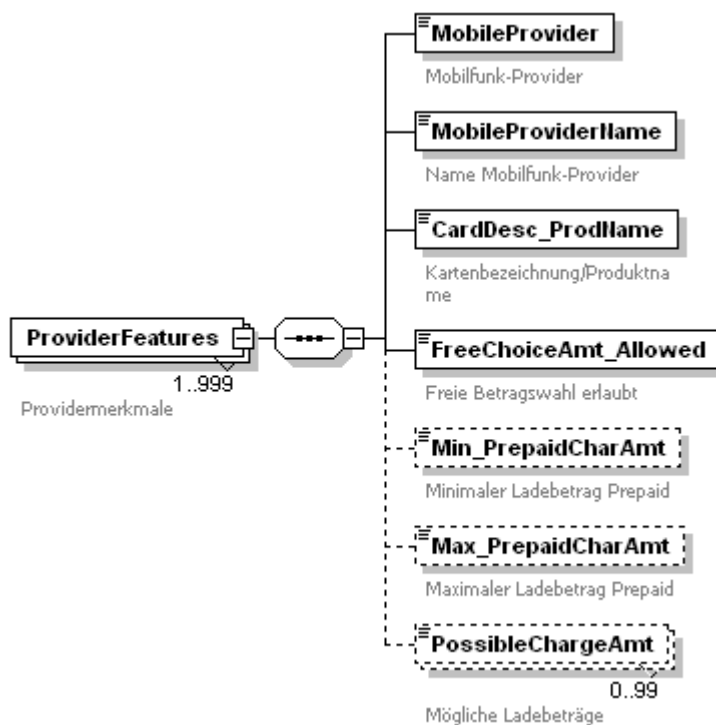 MobileProvider
Mobilfunk-Provider
MobileProviderName
Name Mobilfunk-Provider
CardDesc_ProdName
Kartenbezeichnung/Produktna
me
ProviderFeatures
1..999
Providermerkmale
FreeChoiceAmt_Allowed
Freie Betragswahl erlaubt
Min_PrepaidCharAmt
Minimaler Ladebetrag Prepaid
Max_PrepaidCharAmt
Maximaler Ladebetrag Prepaid
PossibleChargeAmt
0..99
Mögliche Ladebeträge